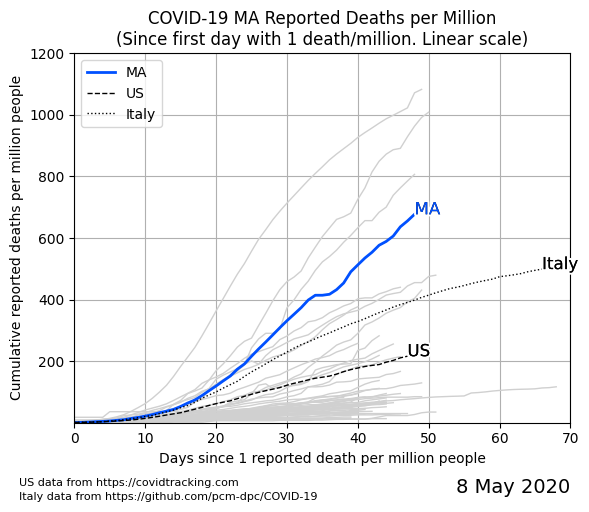 COVID-19 MA Reported Deaths per Million
(Since first day with 1 death/million. Linear scale)
Cumulative reported deaths per million people
1200
1000
800
600
400
200
MA
US
Italy
MA
Italy
US
0 10 20 30 40 50 60 70
Days since 1 reported death per million people
US data from https://covidtracking.com
Italy data from https://github.com/pcm-dpc/COVID-19
8 May 2020